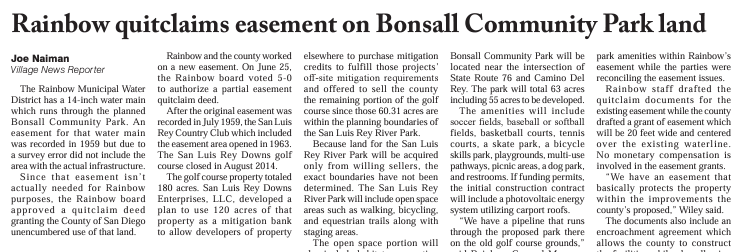 Rainbow quitclaims easement on Bonsall Community Park land
Joe Naiman
Village News Reporter
The Rainbow Municipal Water
District has a 14-inch water main
which runs through the planned
Bonsall Community Park. An
easement for that water main
was recorded in 1959 but due to
a survey error did not include the
area with the actual infrastructure.
Since that easement isn't
actually needed for Rainbow
purposes, the Rainbow board
approved a quitclaim deed
granting the County of San Diego
unencumbered use of that land.
Rainbow and the county worked
on a new easement. On June 25,
the Rainbow board voted 5-0
to authorize a partial easement
quitclaim deed.
After the original easement was
recorded in July 1959, the San Luis
Rey Country Club which included
the easement area opened in 1963.
The San Luis Rey Downs golf
course closed in August 2014.
The golf course property totaled
180 acres. San Luis Rey Downs
Enterprises, LLC, developed a
plan to use 120 acres of that
property as a mitigation bank
to allow developers of property
elsewhere to purchase mitigation
credits to fulfill those projects'
off-site mitigation requirements
and offered to sell the county
the remaining portion of the golf
course since those 60.31 acres are
within the planning boundaries of
the San Luis Rey River Park.
Because land for the San Luis
Rey River Park will be acquired
only from willing sellers, the
exact boundaries have not been
determined. The San Luis Rey
River Park will include open space
areas such as walking, bicycling,
and equestrian trails along with
staging areas.
The open space portion will
Bonsall Community Park will be
located near the intersection of
State Route 76 and Camino Del
Rey. The park will total 63 acres
including 55 acres to be developed.
The amenities will include
soccer fields, baseball or softball
fields, basketball courts, tennis
courts, a skate park, a bicycle
skills park, playgrounds, multi-use
pathways, picnic areas, a dog park,
and restrooms. If funding permits,
the initial construction contract
will include a photovoltaic energy
system utilizing carport roofs.
"We have a pipeline that runs
through the proposed park there
on the old golf course grounds,"
park amenities within Rainbow's
easement while the parties were
reconciling the easement issues.
Rainbow staff drafted the
quitclaim documents for the
existing easement while the county
drafted a grant of easement which
will be 20 feet wide and centered
over the existing waterline.
No monetary compensation is
involved in the easement grants.
"We have an easement that
basically protects the property
within the improvements the
county's proposed," Wiley said.
The documents also include an
encroachment agreement which
allows the county to construct